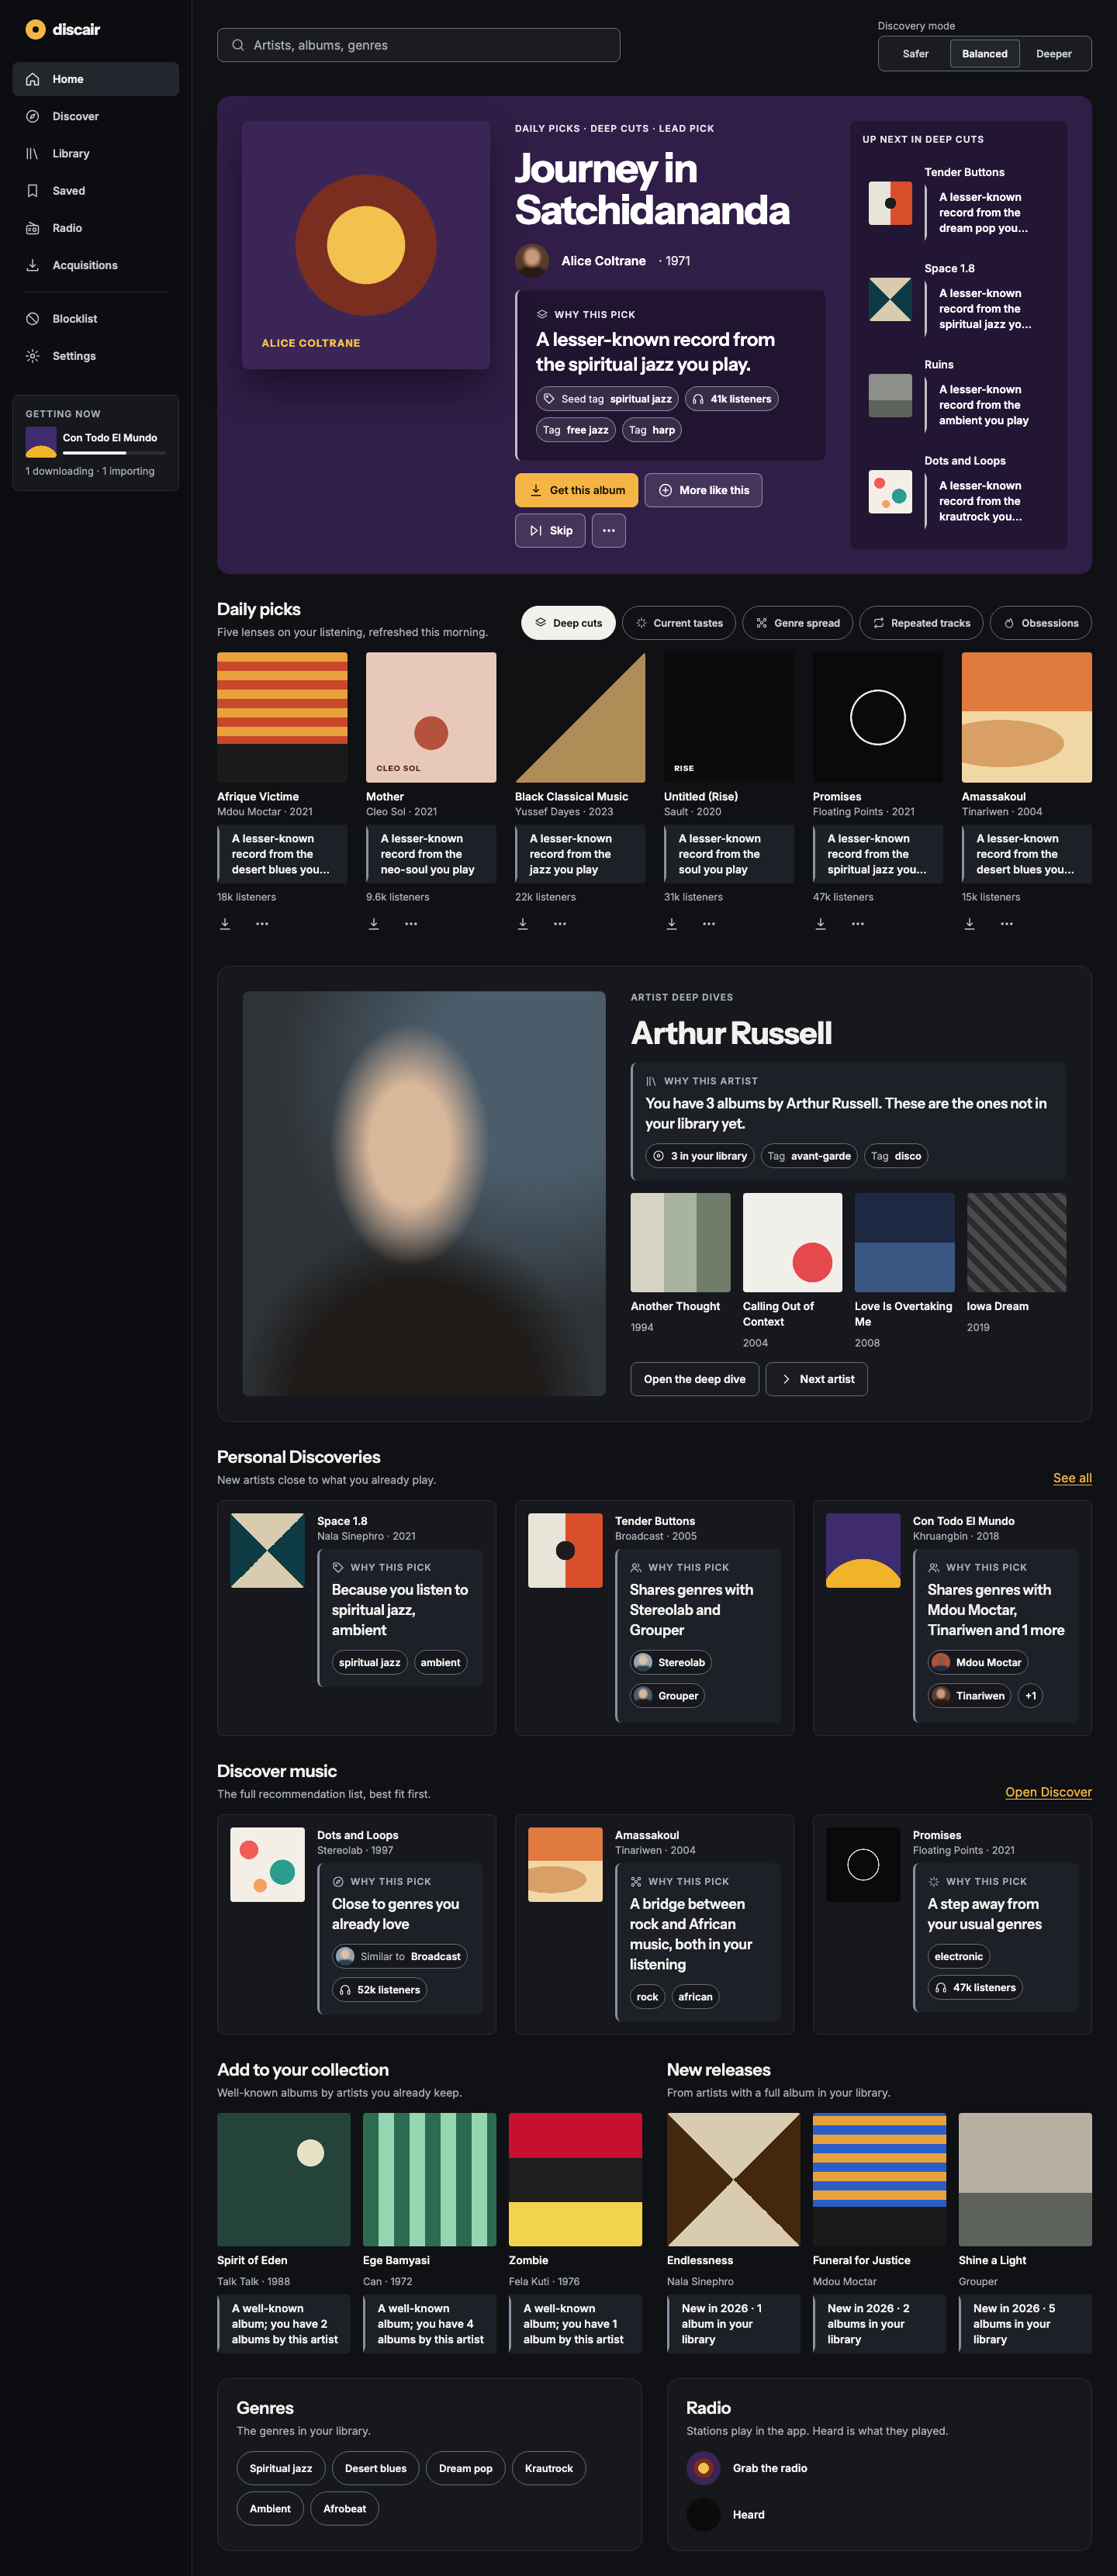 discair
Home
Discover
Library
Saved
Radio
Acquisitions
Blocklist
Settings
GETTING NOW
Con Todo El Mundo
1 downloading · 1 importing
Artists, albums, genres
Discovery mode
Safer
Balanced
Deeper
ALICE COLTRANE
DAILY PICKS · DEEP CUTS · LEAD PICK
Journey in
Satchidananda
Alice Coltrane · 1971
WHY THIS PICK
A lesser-known record from
the spiritual jazz you play.
Seed tag spiritual jazz
41k listeners
Tag free jazz
Tag harp
Get this album
More like this
Skip
UP NEXT IN DEEP CUTS
Tender Buttons
A lesser-known
record from the
dream pop you...
Space 1.8
A lesser-known
record from the
spiritual jazz yo...
Ruins
A lesser-known
record from the
ambient you play
Dots and Loops
A lesser-known
record from the
krautrock you...
Daily picks
Five lenses on your listening, refreshed this morning.
Deep cuts
Current tastes
Genre spread
Repeated tracks
Obsessions
Afrique Victime
Mdou Moctar · 2021
A lesser-known
record from the
desert blues you...
18k listeners
CLEO SOL
Mother
Cleo Sol · 2021
A lesser-known
record from the
neo-soul you play
9.6k listeners
Black Classical Music
Yussef Dayes · 2023
A lesser-known
record from the
jazz you play
22k listeners
RISE
Untitled (Rise)
Sault · 2020
A lesser-known
record from the
soul you play
31k listeners
Promises
Floating Points · 2021
A lesser-known
record from the
spiritual jazz you...
47k listeners
Amassakoul
Tinariwen · 2004
A lesser-known
record from the
desert blues you...
15k listeners
ARTIST DEEP DIVES
Arthur Russell
WHY THIS ARTIST
You have 3 albums by Arthur Russell. These are the ones not in
your library yet.
3 in your library
Tag avant-garde
Tag disco
Another Thought
1994
Calling Out of
Context
2004
Love Is Overtaking
Me
2008
Iowa Dream
2019
Open the deep dive
Next artist
Personal Discoveries
New artists close to what you already play.
See all
Space 1.8
Nala Sinephro · 2021
WHY THIS PICK
Because you listen to
spiritual jazz,
ambient
spiritual jazz
ambient
Tender Buttons
Broadcast · 2005
WHY THIS PICK
Shares genres with
Stereolab and
Grouper
Stereolab
Grouper
Con Todo El Mundo
Khruangbin · 2018
WHY THIS PICK
Shares genres with
Mdou Moctar,
Tinariwen and 1 more
Mdou Moctar
Tinariwen
+1
Discover music
The full recommendation list, best fit first.
Open Discover
Dots and Loops
Stereolab · 1997
WHY THIS PICK
Close to genres you
already love
Similar to Broadcast
52k listeners
Amassakoul
Tinariwen · 2004
WHY THIS PICK
A bridge between
rock and African
music, both in your
listening
rock
african
Promises
Floating Points · 2021
WHY THIS PICK
A step away from
your usual genres
electronic
47k listeners
Add to your collection
Well-known albums by artists you already keep.
Spirit of Eden
Talk Talk · 1988
A well-known
album; you have 2
albums by this artist
Ege Bamyasi
Can · 1972
A well-known
album; you have 4
albums by this artist
Zombie
Fela Kuti · 1976
A well-known
album; you have 1
album by this artist
New releases
From artists with a full album in your library.
Endlessness
Nala Sinephro
New in 2026 · 1
album in your
library
Funeral for Justice
Mdou Moctar
New in 2026 · 2
albums in your
library
Shine a Light
Grouper
New in 2026 · 5
albums in your
library
Genres
The genres in your library.
Spiritual jazz
Desert blues
Dream pop
Krautrock
Ambient
Afrobeat
Radio
Stations play in the app. Heard is what they played.
Grab the radio
Heard